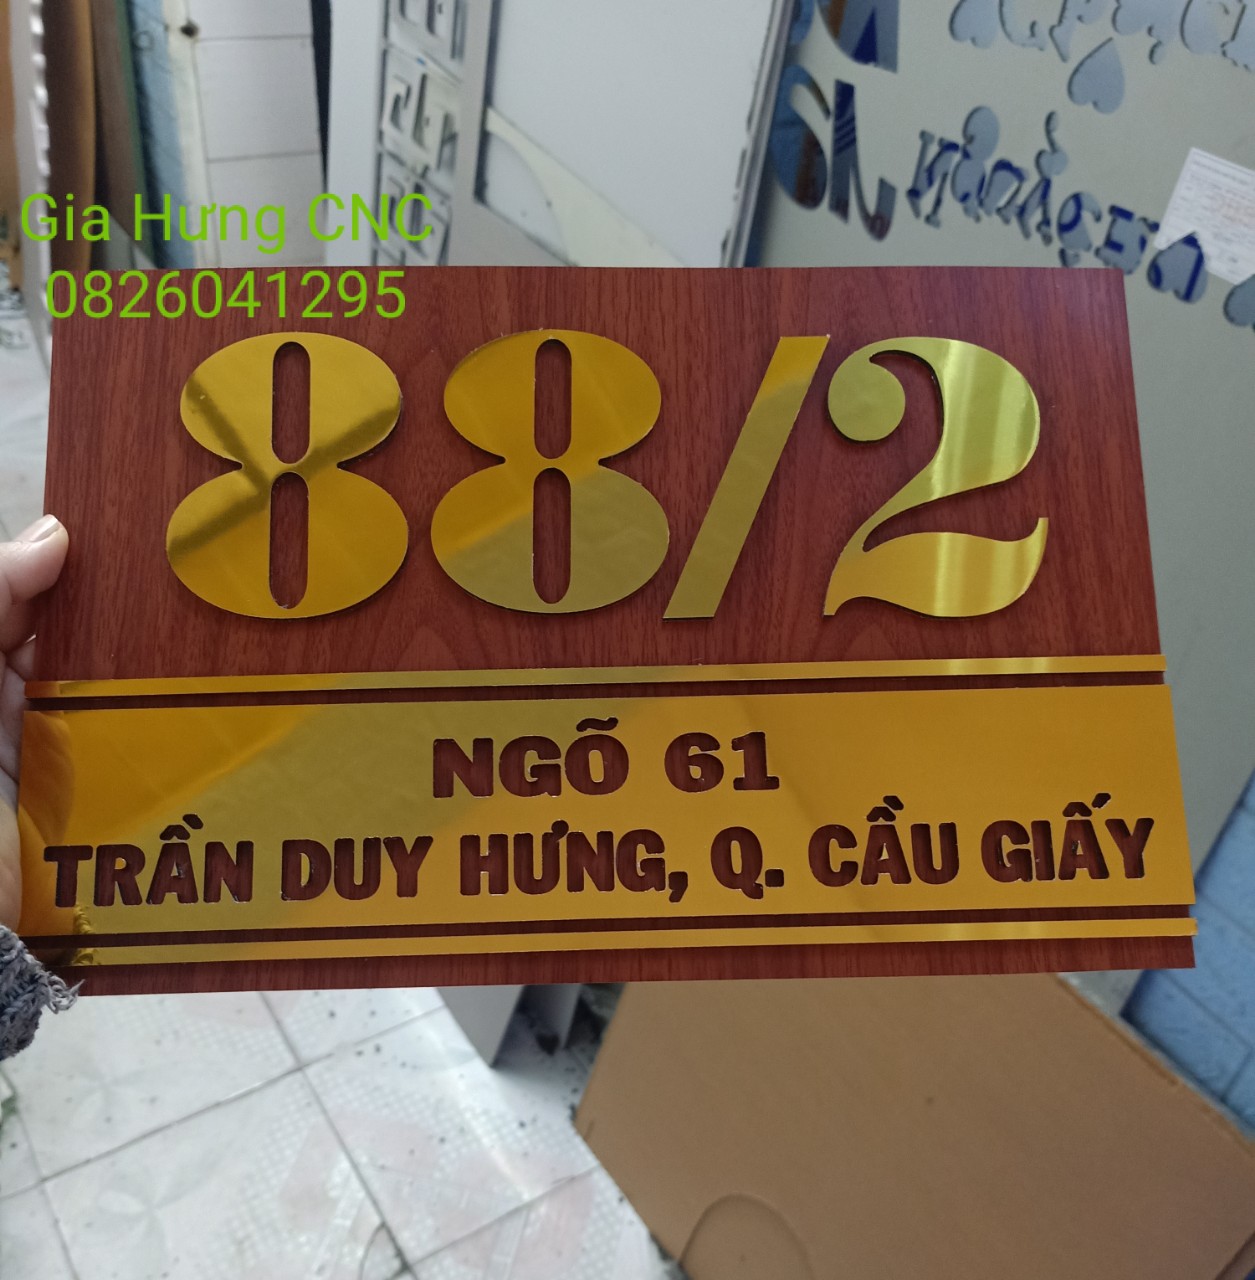 Gia Hưng CNC
0826041295
88/2
NGÕ 61
TRẦN DUY HƯNG, Q. CẦU GIẤY